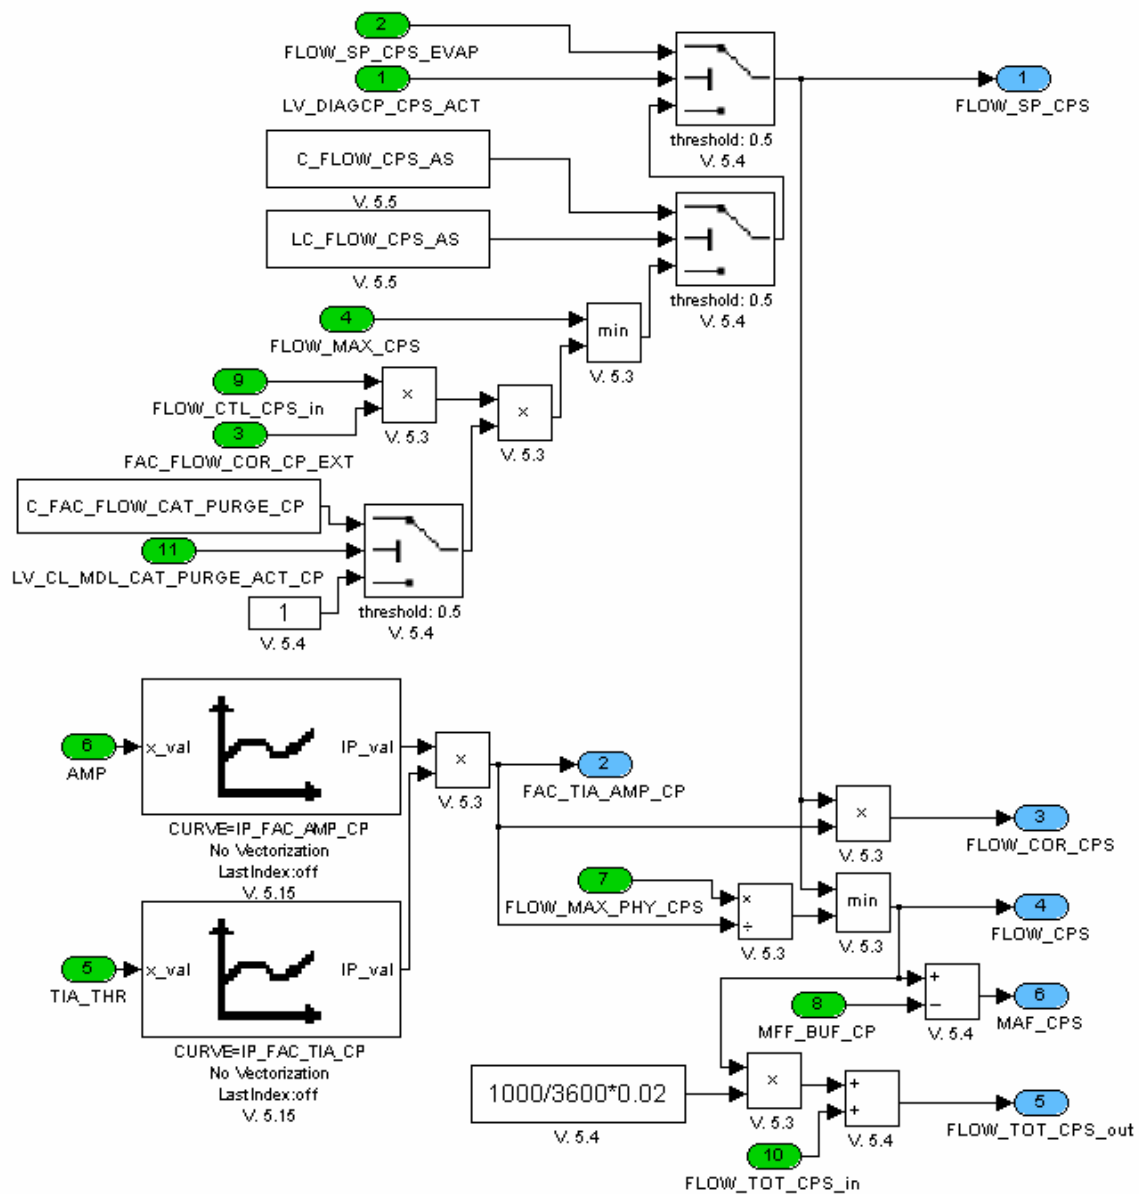 2
FLOW_SP_CPS_EVAP
1
LV_DIAGCP_CPS_ACT
threshold: 0.5
V. 5.4
1
FLOW_SP_CPS
C_FLOW_CPS_AS
V. 5.5
LC_FLOW_CPS_AS
V. 5.5
threshold: 0.5
V. 5.4
4
FLOW_MAX_CPS
min
V. 5.3
9
FLOW_CTL_CPS_in
3
FAC_FLOW_COR_CP_EXT
×
V. 5.3
×
V. 5.3
C_FAC_FLOW_CAT_PURGE_CP
11
LV_CL_MDL_CAT_PURGE_ACT_CP
1
V. 5.4
threshold: 0.5
V. 5.4
6
AMP
x_val
IP_val
CURVE=IP_FAC_AMP_CP
No Vectorization
LastIndex:off
V. 5.15
×
V. 5.3
2
FAC_TIA_AMP_CP
×
V. 5.3
3
FLOW_COR_CPS
7
FLOW_MAX_PHY_CPS
×
÷
V. 5.3
min
V. 5.3
4
FLOW_CPS
5
TIA_THR
x_val
IP_val
CURVE=IP_FAC_TIA_CP
No Vectorization
LastIndex:off
V. 5.15
8
MFF_BUF_CP
+
−
V. 5.4
6
MAF_CPS
1000/3600*0.02
V. 5.4
×
V. 5.3
+
+
V. 5.4
5
FLOW_TOT_CPS_out
10
FLOW_TOT_CPS_in